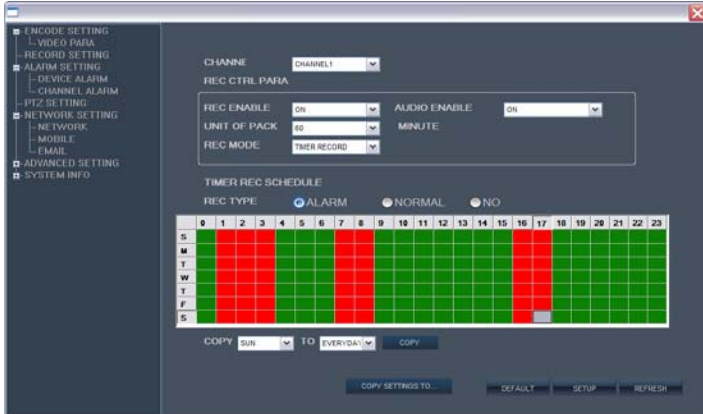 ENCODE SETTING
VIDEO PARA
RECORD SETTING
ALARM SETTING
DEVICE ALARM
CHANNEL ALARM
PTZ SETTING
NETWORK SETTING
NETWORK
MOBILE
EMAIL
ADVANCED SETTING
SYSTEM INFO
CHANNE CHANNEL1
REC CTRL PARA
REC ENABLE ON AUDIO ENABLE ON
UNIT OF PACK 60 MINUTE
REC MODE TIMER RECORD
TIMER REC SCHEDULE
REC TYPE ALARM NORMAL NO
0 1 2 3 4 5 6 7 8 9 10 11 12 13 14 15 16 17 18 19 20 21 22 23
S
M
T
W
T
F
S
COPY SUN TO EVERYDAY COPY
COPY SETTINGS TO... DEFAULT SETUP REFRESH